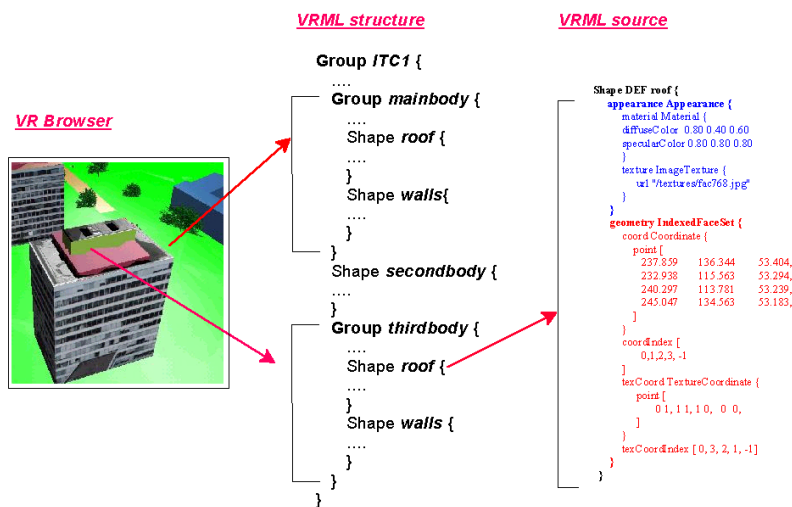 VRML structure
VRML source
VR Browser
Group ITC1 {
....
Group mainbody {
....
Shape roof {
....
}
Shape walls{
....
}
}
Shape secondbody {
....
}
Group thirdbody {
....
Shape roof {
....
}
Shape walls {
....
}
}
}
Shape DEF roof {
appearance Appearance {
material Material {
diffuseColor 0.80 0.40 0.60
specularColor 0.80 0.80 0.80
}
texture ImageTexture {
url "/textures/fac768.jpg"
}
}
geometry IndexedFaceSet {
coord Coordinate {
point [
237.859 136.344 53.404,
232.938 115.563 53.294,
240.297 113.781 53.239,
245.047 134.563 53.183,
]
}
coordIndex [
0,1,2,3, -1
]
texCoord TextureCoordinate {
point [
0 1, 1 1, 1 0, 0 0,
]
}
texCoordIndex [ 0, 3, 2, 1, -1]
}
}